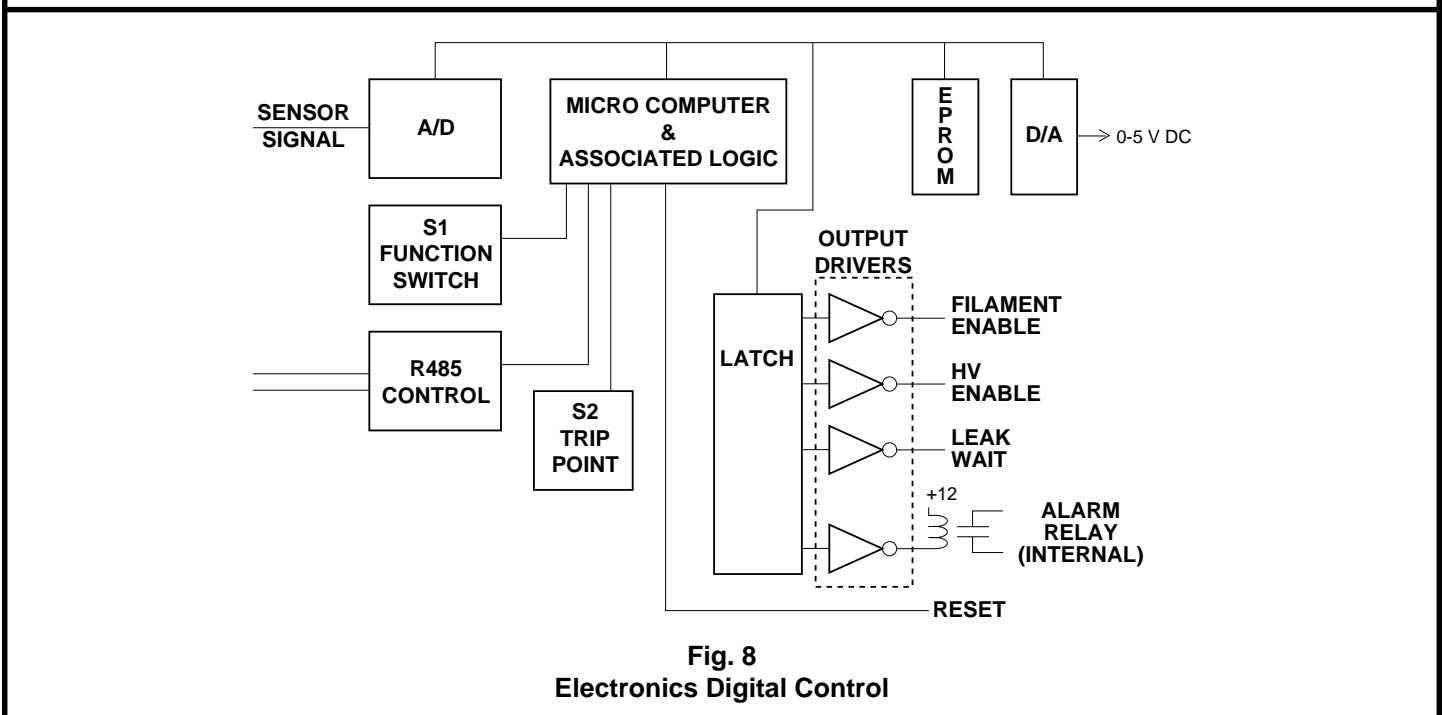 SENSOR
SIGNAL
A/D
MICRO COMPUTER
&
ASSOCIATED LOGIC
E
P
R
O
M
D/A
0-5 V DC
S1
FUNCTION
SWITCH
R485
CONTROL
S2
TRIP
POINT
LATCH
OUTPUT
DRIVERS
FILAMENT
ENABLE
HV
ENABLE
LEAK
WAIT
+12
ALARM
RELAY
(INTERNAL)
RESET
Fig. 8
Electronics Digital Control